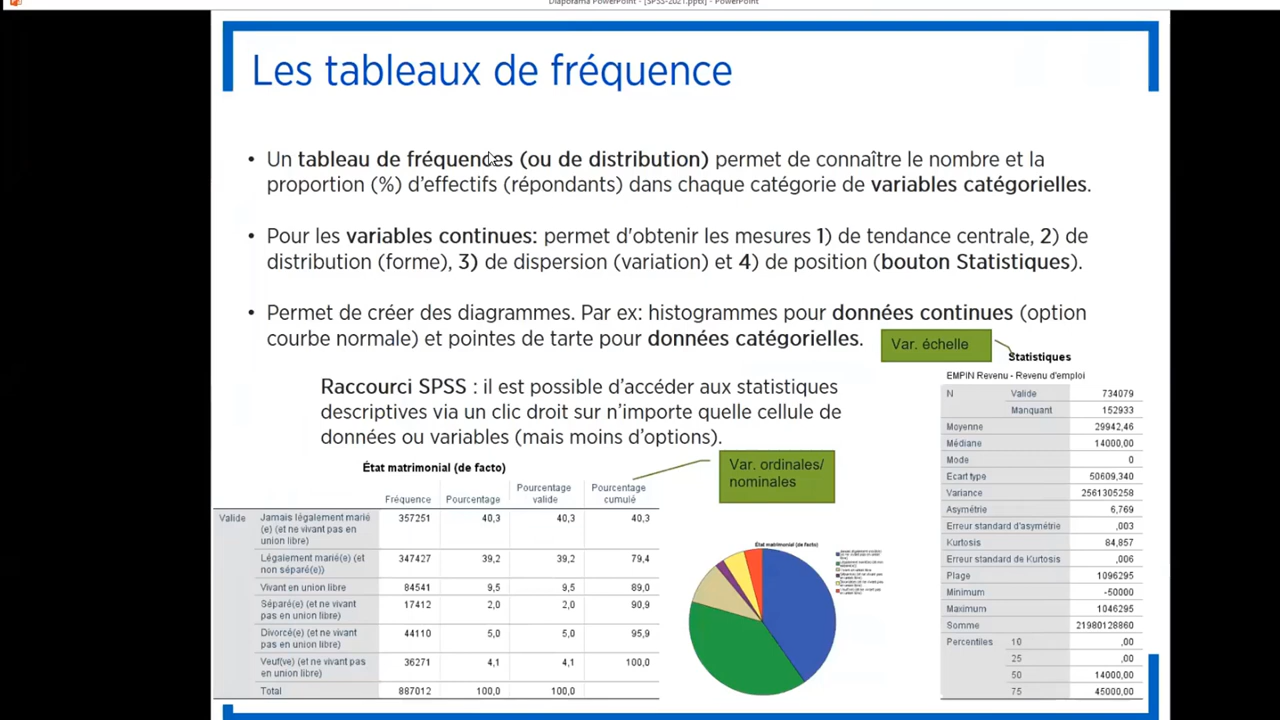 Diaporama PowerPoint - [SPSS-2021.pptx] - PowerPoint
Les tableaux de fréquence
• Un tableau de fréquences (ou de distribution) permet de connaître le nombre et la
proportion (%) d’effectifs (répondants) dans chaque catégorie de variables catégorielles.
• Pour les variables continues: permet d'obtenir les mesures 1) de tendance centrale, 2) de
distribution (forme), 3) de dispersion (variation) et 4) de position (bouton Statistiques).
• Permet de créer des diagrammes. Par ex: histogrammes pour données continues (option
courbe normale) et pointes de tarte pour données catégorielles.
Var. échelle
Raccourci SPSS : il est possible d’accéder aux statistiques
descriptives via un clic droit sur n’importe quelle cellule de
données ou variables (mais moins d’options).
État matrimonial (de facto)
Var. ordinales/
nominales
Fréquence Pourcentage Pourcentage valide Pourcentage cumulé
Valide Jamais légalement marié
(e) (et ne vivant pas en
union libre) 357251 40,3 40,3 40,3
Légalement marié(e) (et
non séparé(e)) 347427 39,2 39,2 79,4
Vivant en union libre 84541 9,5 9,5 89,0
Séparé(e) (et ne vivant
pas en union libre) 17412 2,0 2,0 90,9
Divorcé(e) (et ne vivant
pas en union libre) 44110 5,0 5,0 95,9
Veuf(ve) (et ne vivant pas
en union libre) 36271 4,1 4,1 100,0
Total 887012 100,0 100,0
État matrimonial (de facto)
Statistiques
EMPIN Revenu - Revenu d'emploi
N Valide 734079
Manquant 152933
Moyenne 29942,46
Médiane 14000,00
Mode 0
Ecart type 50609,340
Variance 2561305258
Asymétrie 6,769
Erreur standard d'asymétrie ,003
Kurtosis 84,857
Erreur standard de Kurtosis ,006
Plage 1096295
Minimum -50000
Maximum 1046295
Somme 21980128860
Percentiles 10 ,00
25 ,00
50 14000,00
75 45000,00